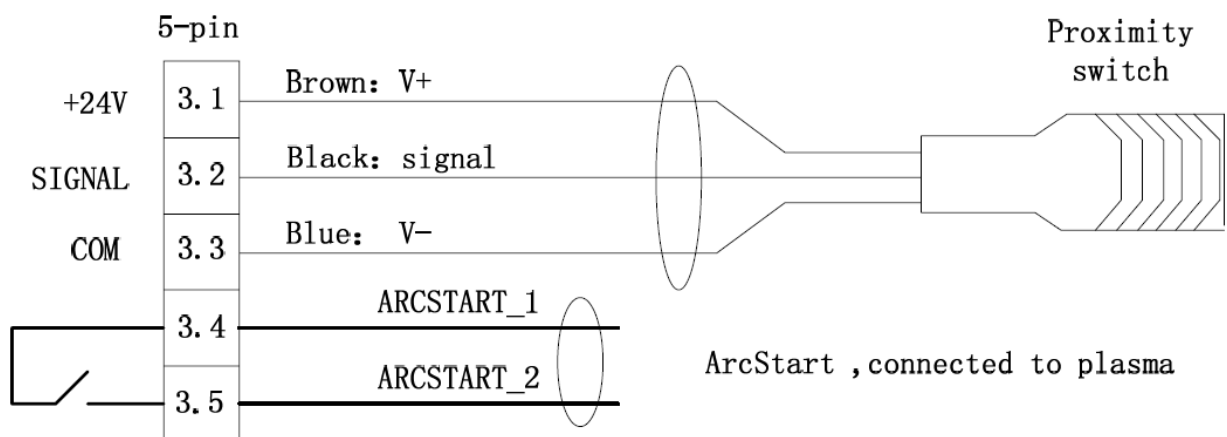 5-pin
Proximity
switch
+24V 3.1 Brown: V+
SIGNAL 3.2 Black: signal
COM 3.3 Blue: V-
3.4 ARCSTART_1
ArcStart ,connected to plasma
3.5 ARCSTART_2